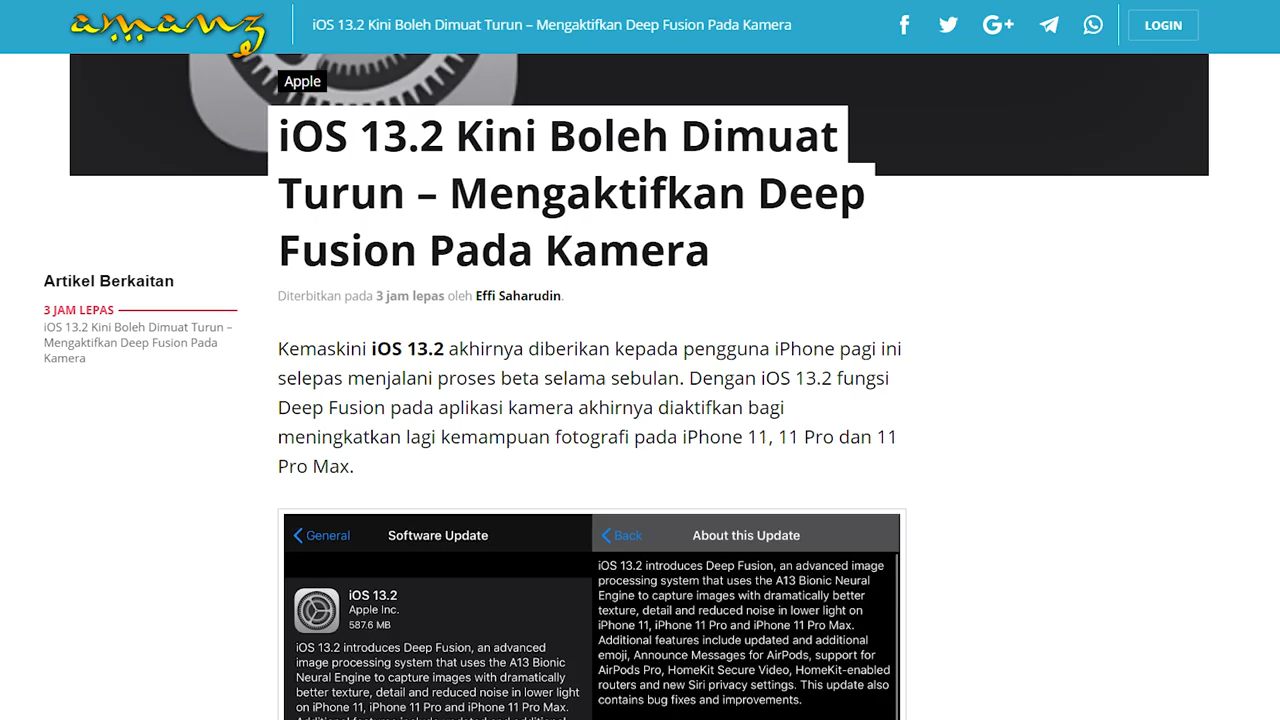 amanz
iOS 13.2 Kini Boleh Dimuat Turun – Mengaktifkan Deep Fusion Pada Kamera
LOGIN
Apple
iOS 13.2 Kini Boleh Dimuat
Turun – Mengaktifkan Deep
Fusion Pada Kamera
Diterbitkan pada 3 jam lepas oleh Effi Saharudin.
Artikel Berkaitan
3 JAM LEPAS
iOS 13.2 Kini Boleh Dimuat Turun –
Mengaktifkan Deep Fusion Pada
Kamera
Kemaskini iOS 13.2 akhirnya diberikan kepada pengguna iPhone pagi ini
selepas menjalani proses beta selama sebulan. Dengan iOS 13.2 fungsi
Deep Fusion pada aplikasi kamera akhirnya diaktifkan bagi
meningkatkan lagi kemampuan fotografi pada iPhone 11, 11 Pro dan 11
Pro Max.
General
Software Update
iOS 13.2
Apple Inc.
587.6 MB
iOS 13.2 introduces Deep Fusion, an advanced
image processing system that uses the A13 Bionic
Neural Engine to capture images with dramatically
better texture, detail and reduced noise in lower light
on iPhone 11, iPhone 11 Pro and iPhone 11 Pro Max.
Additional features include updated and additional
Back
About this Update
iOS 13.2 introduces Deep Fusion, an advanced image
processing system that uses the A13 Bionic Neural
Engine to capture images with dramatically better
texture, detail and reduced noise in lower light on
iPhone 11, iPhone 11 Pro and iPhone 11 Pro Max.
Additional features include updated and additional
emoji, Announce Messages for AirPods, support for
AirPods Pro, HomeKit Secure Video, HomeKit-enabled
routers and new Siri privacy settings. This update also
contains bug fixes and improvements.